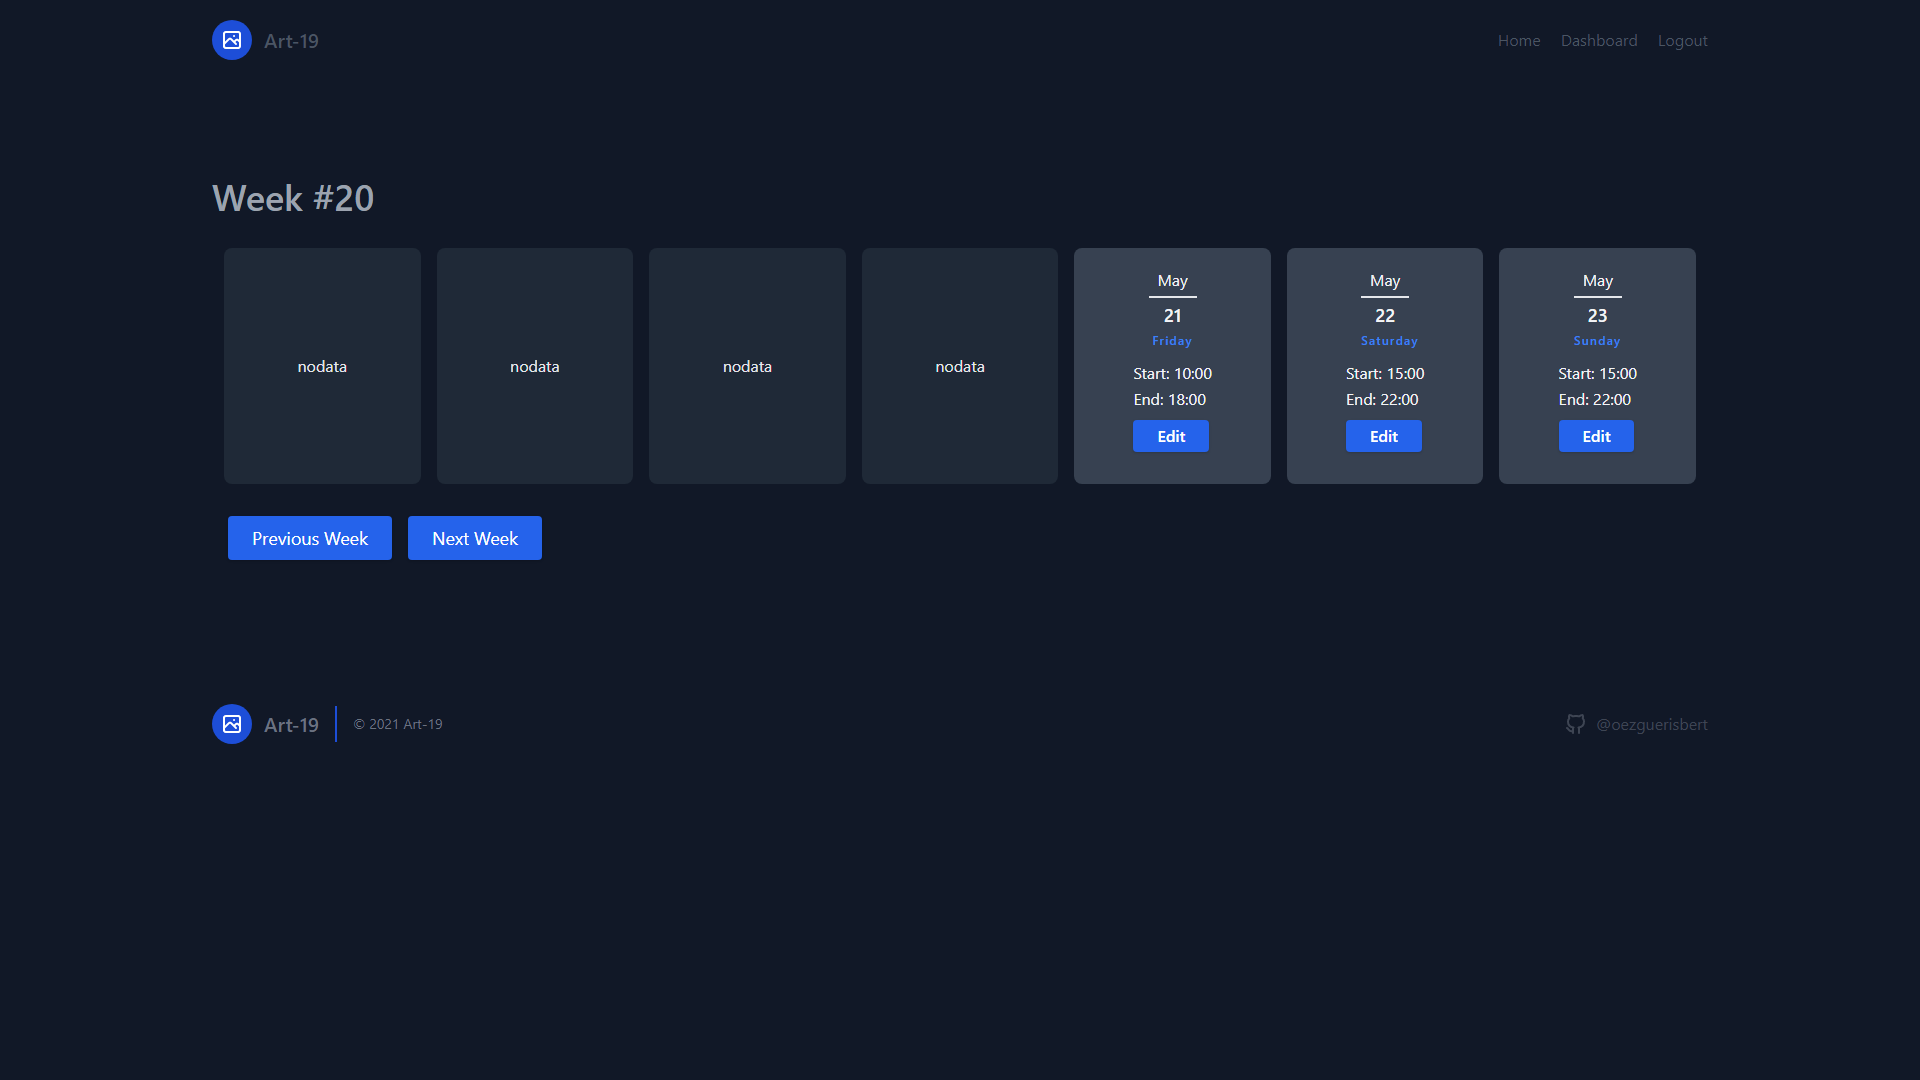 Art-19
Home Dashboard Logout
Week #20
nodata
nodata
nodata
nodata
May
21
Friday
Start: 10:00
End: 18:00
Edit
May
22
Saturday
Start: 15:00
End: 22:00
Edit
May
23
Sunday
Start: 15:00
End: 22:00
Edit
Previous Week Next Week
Art-19 © 2021 Art-19
@oezguerisbert